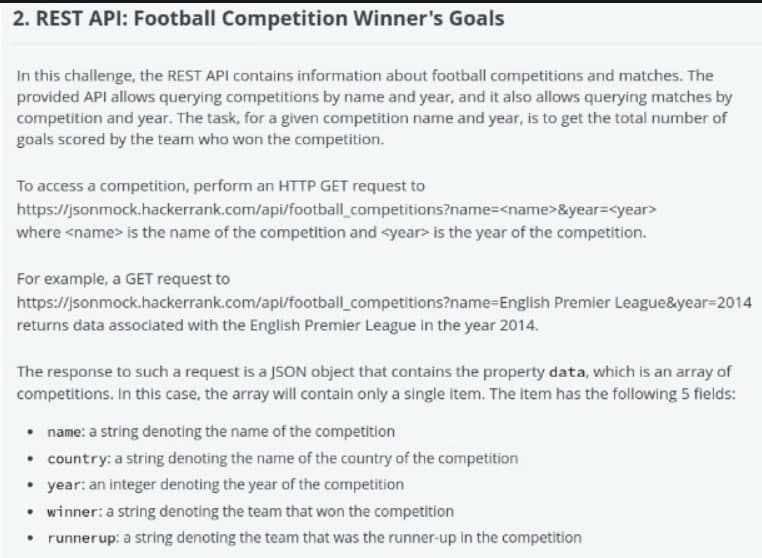 2. REST API: Football Competition Winner's Goals
In this challenge, the REST API contains information about football competitions and matches. The
provided API allows querying competitions by name and year, and it also allows querying matches by
competition and year. The task, for a given competition name and year, is to get the total number of
goals scored by the team who won the competition.
To access a competition, perform an HTTP GET request to
https://jsonmock.hackerrank.com/api/football_competitions?name=<name>&year=<year>
where <name> is the name of the competition and <year> is the year of the competition.
For example, a GET request to
https://jsonmock.hackerrank.com/api/football_competitions?name=English Premier League&year=2014
returns data associated with the English Premier League in the year 2014.
The response to such a request is a JSON object that contains the property data, which is an array of
competitions. In this case, the array will contain only a single item. The item has the following 5 fields:
• name: a string denoting the name of the competition
• country: a string denoting the name of the country of the competition
• year: an integer denoting the year of the competition
• winner: a string denoting the team that won the competition
• runnerup: a string denoting the team that was the runner-up in the competition